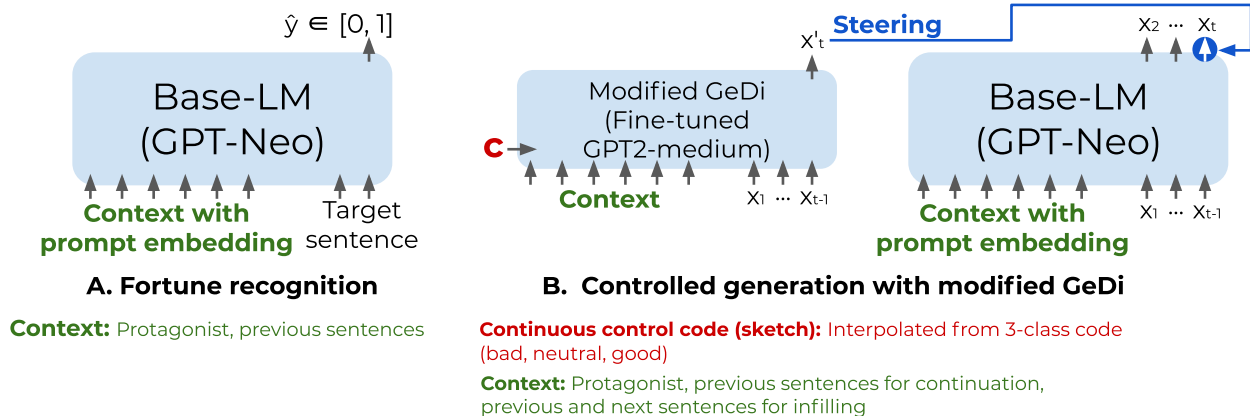 ŷ ∈ [0, 1]
Base-LM
(GPT-Neo)
Context with
prompt embedding
Target
sentence
A. Fortune recognition
Context: Protagonist, previous sentences
x't
Steering
Modified GeDi
(Fine-tuned
GPT2-medium)
C
Context
x1 ... xt-1
x2 ... xt
Base-LM
(GPT-Neo)
Context with
prompt embedding
x1 ... xt-1
B. Controlled generation with modified GeDi
Continuous control code (sketch): Interpolated from 3-class code
(bad, neutral, good)
Context: Protagonist, previous sentences for continuation,
previous and next sentences for infilling